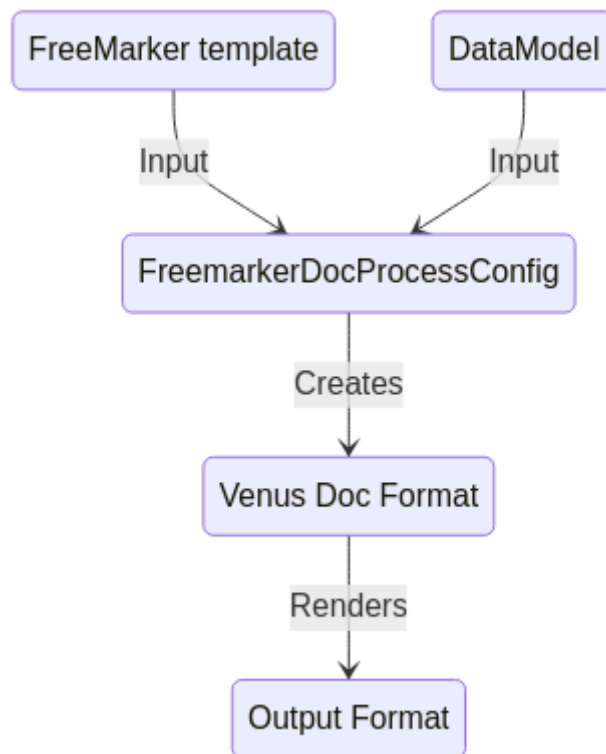 FreeMarker template
DataModel
Input
Input
FreemarkerDocProcessConfig
Creates
Venus Doc Format
Renders
Output Format